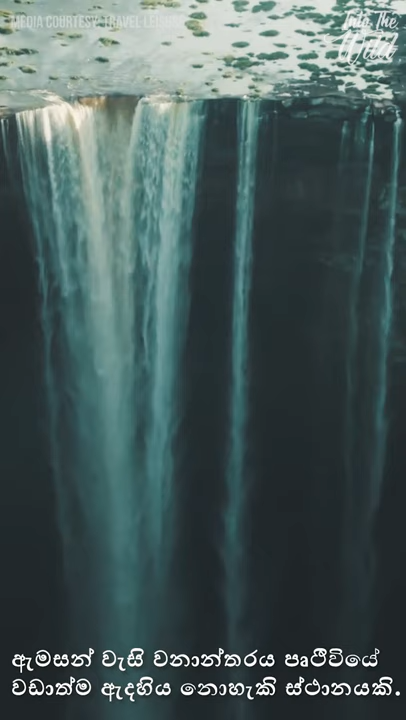 MEDIA COURTESY: TRAVEL LEISURE
Into The
Wild
ඇමසන් වැසි වනාන්තරය පෘථිවියේ
වඩාත්ම ඇදහිය නොහැකි ස්ථානයකි.